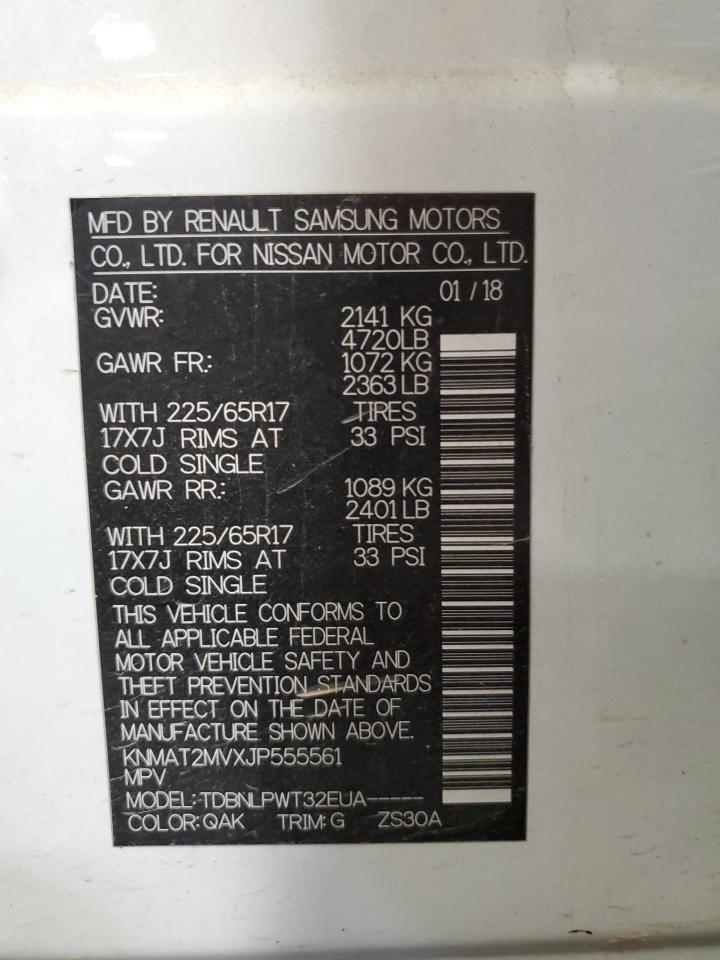 MFD BY RENAULT SAMSUNG MOTORS
CO., LTD. FOR NISSAN MOTOR CO., LTD.
DATE: 01 / 18
GVWR: 2141 KG
4720LB
GAWR FR.: 1072 KG
2363 LB
WITH 225/65R17 TIRES
17X7J RIMS AT 33 PSI
COLD SINGLE
GAWR RR.: 1089 KG
2401 LB
WITH 225/65R17 TIRES
17X7J RIMS AT 33 PSI
COLD SINGLE
THIS VEHICLE CONFORMS TO
ALL APPLICABLE FEDERAL
MOTOR VEHICLE SAFETY AND
THEFT PREVENTION STANDARDS
IN EFFECT ON THE DATE OF
MANUFACTURE SHOWN ABOVE.
KNMAT2MVXJP555561
MPV
MODEL: TDBNLPWT32EUA-----
COLOR: QAK TRIM: G ZS30A